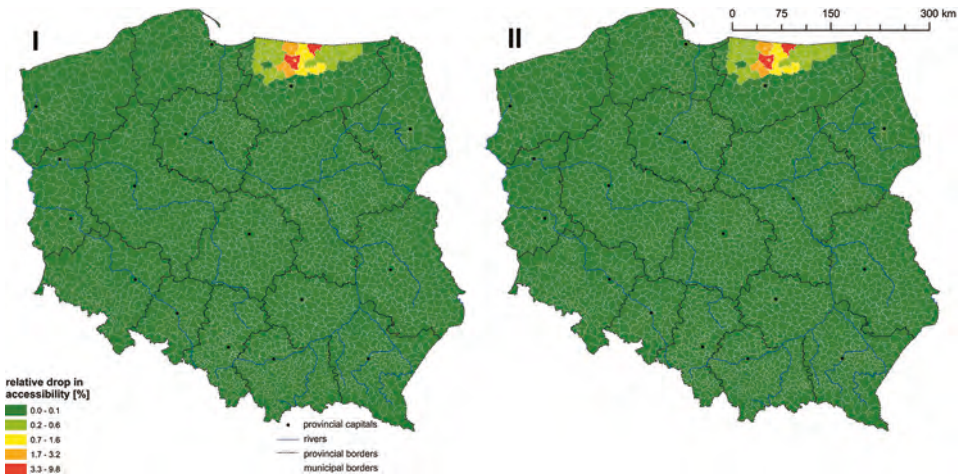 I
II
0 75 150 300 km
relative drop in
accessibility [%]
0.0 - 0.1
0.2 - 0.6
0.7 - 1.6
1.7 - 3.2
3.3 - 9.8
provincial capitals
rivers
provincial borders
municipal borders